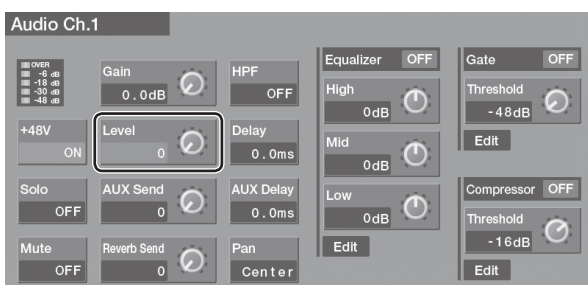 Audio Ch.1
OVER
-6 dB
-18 dB
-30 dB
-48 dB
Gain
0.0dB
HPF
OFF
+48V
ON
Level
0
Delay
0.0ms
Solo
OFF
AUX Send
0
AUX Delay
0.0ms
Mute
OFF
Reverb Send
0
Pan
Center
Equalizer OFF
High
0dB
Mid
0dB
Low
0dB
Edit
Gate OFF
Threshold
-48dB
Edit
Compressor OFF
Threshold
-16dB
Edit